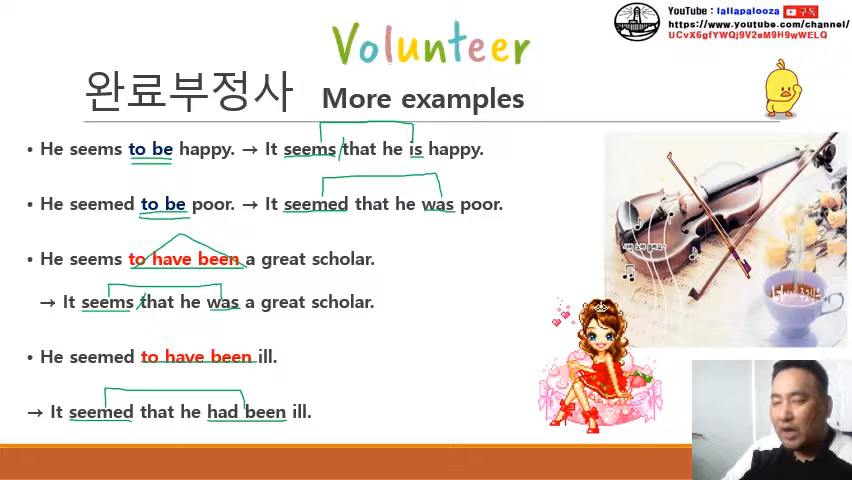 YouTube : lallapalooza 구독
https://www.youtube.com/channel/
UCvX6gfYWQj9V2eM9H9wWELQ
Volunteer
완료부정사 More examples
• He seems to be happy. → It seems that he is happy.
• He seemed to be poor. → It seemed that he was poor.
• He seems to have been a great scholar.
→ It seems that he was a great scholar.
• He seemed to have been ill.
→ It seemed that he had been ill.